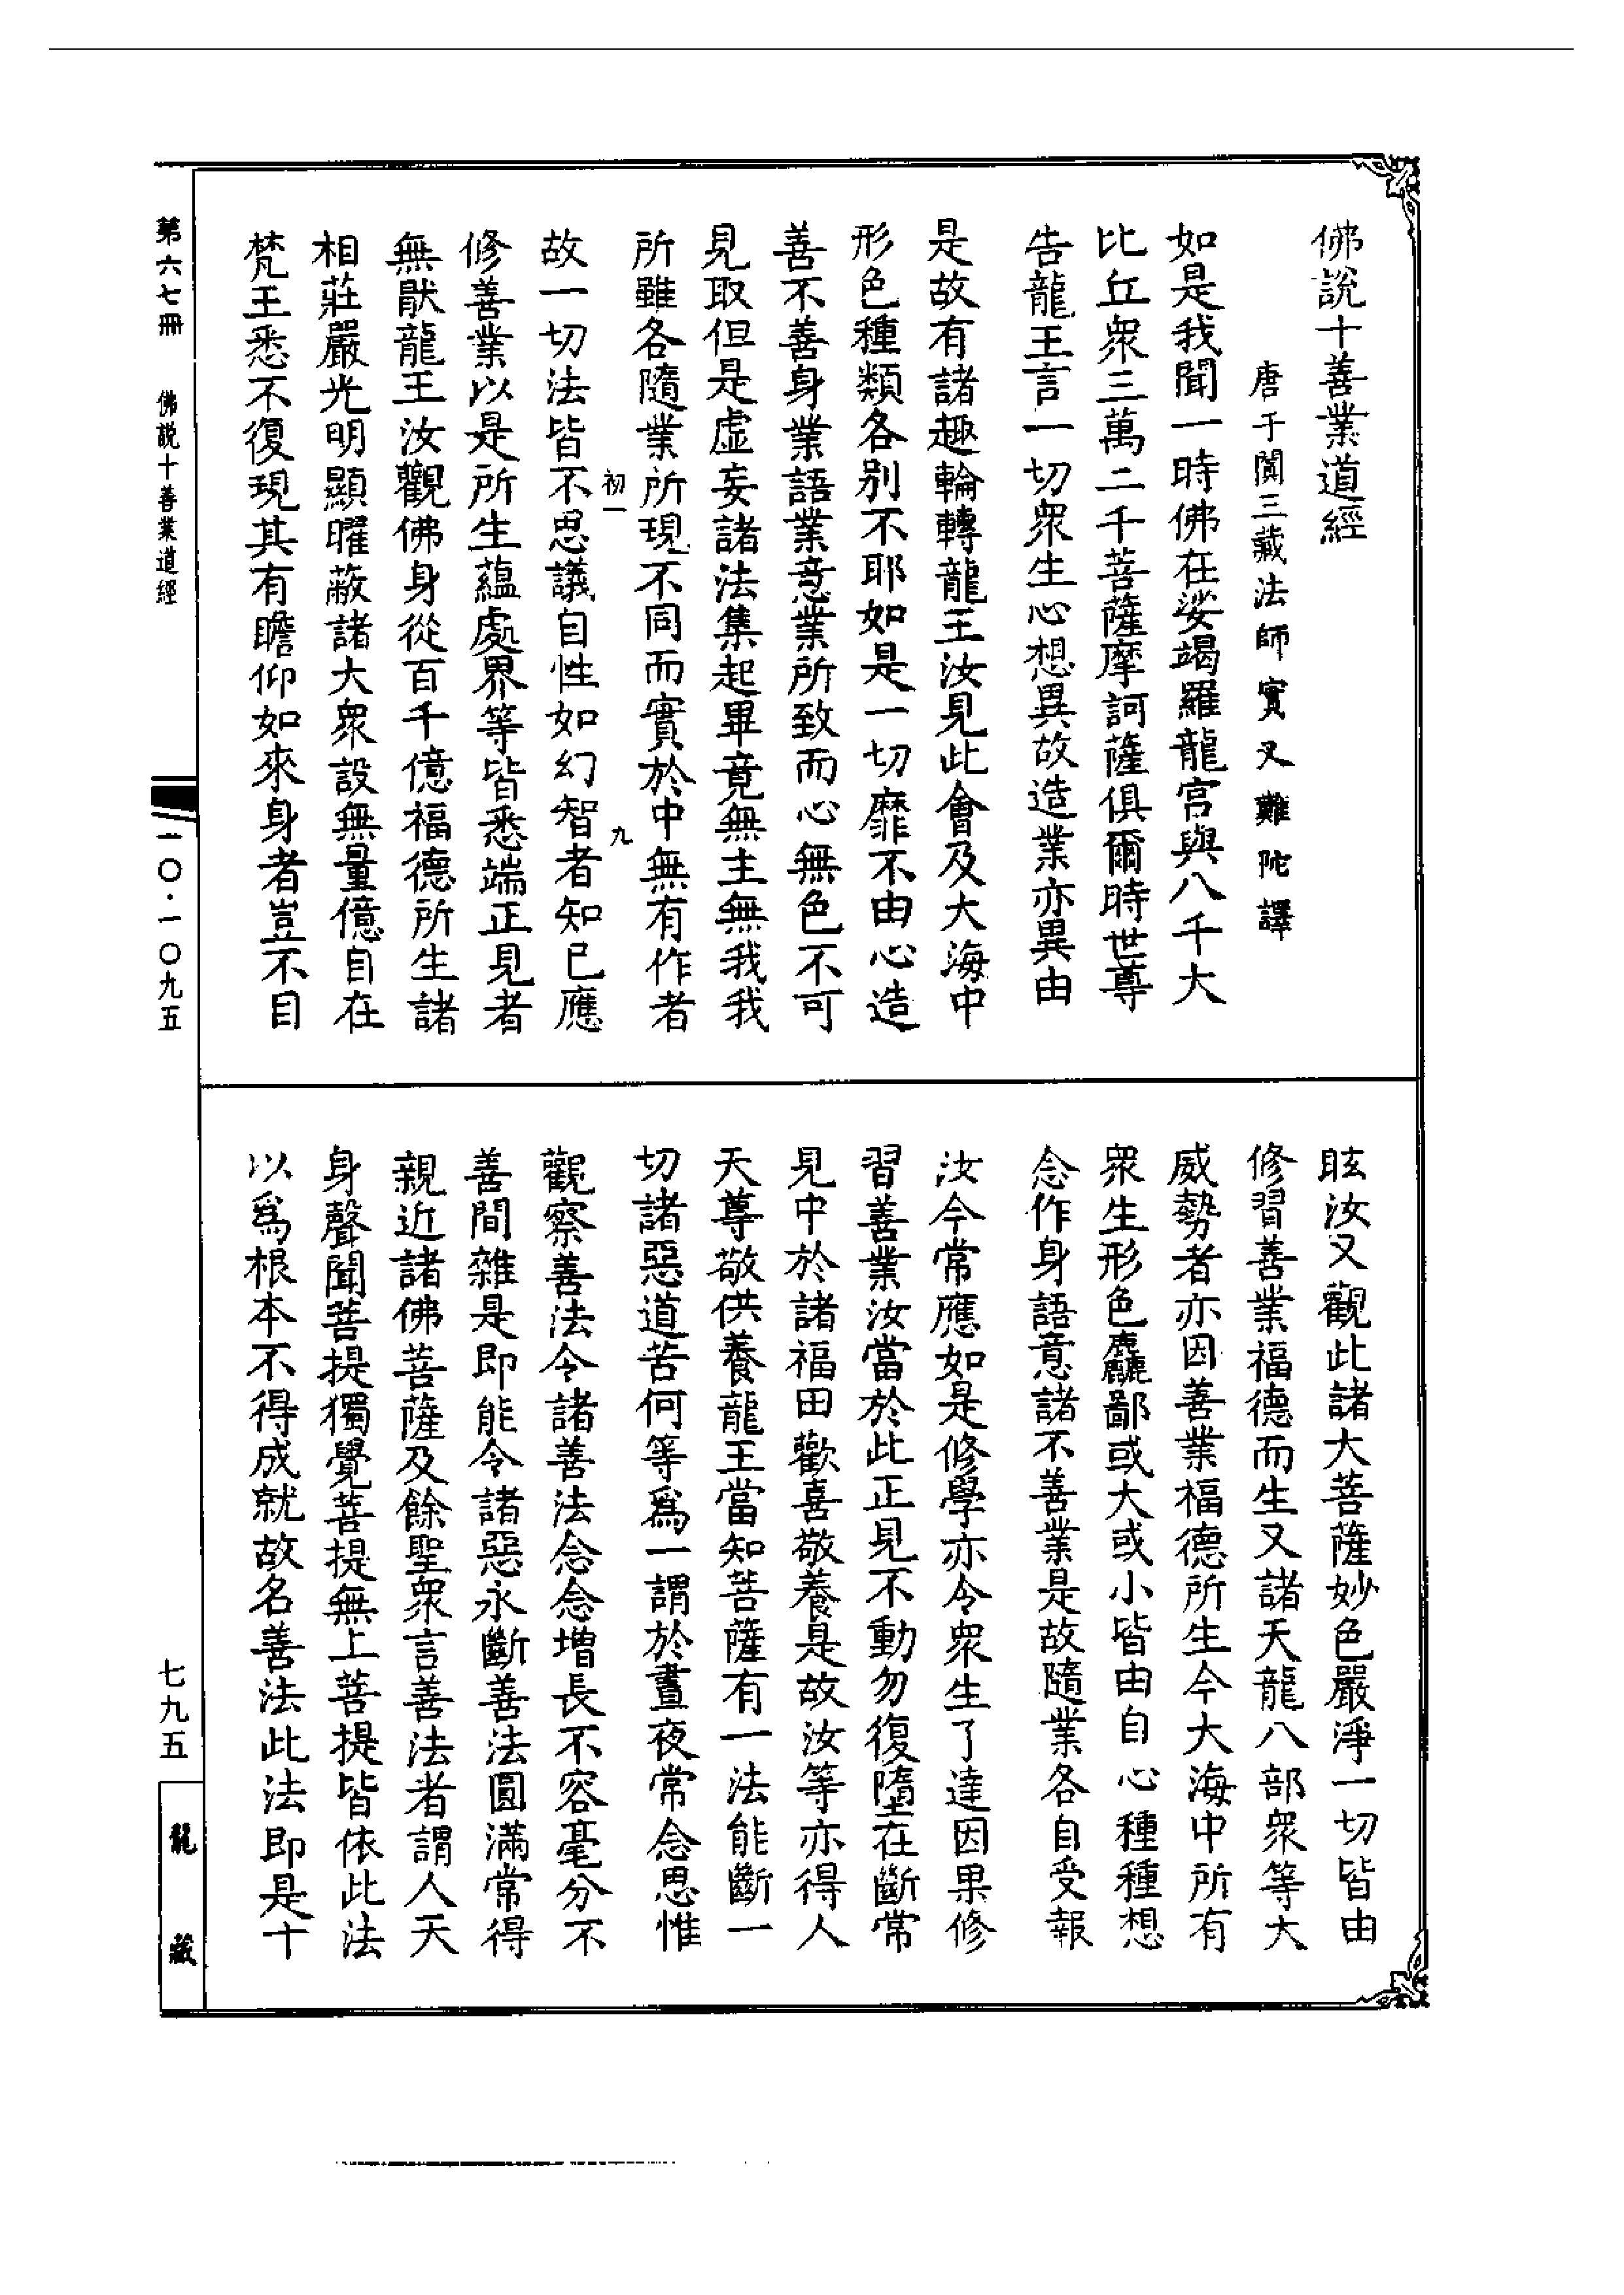 佛說十善業道經
唐于闐三藏法師實叉難陀譯
如是我聞一時佛在娑竭羅龍宮與八千大
比丘眾三萬二千菩薩摩訶薩俱爾時世尊
告龍王言一切眾生心想異故造業亦異由
是故有諸趣輪轉龍王汝見此會及大海中
形色種類各別不耶如是一切靡不由心造
善不善身業語業意業所致而心無色不可
見取但是虛妄諸法集起畢竟無主無我我
所雖各隨業所現不同而實於中無有作者
初一
九
故一切法皆不思議自性如幻智者知已應
修善業以是所生蘊處界等皆悉端正見者
無猒龍王汝觀佛身從百千億福德所生諸
相莊嚴光明顯曜蔽諸大眾設無量億自在
梵王悉不復現其有瞻仰如來身者豈不目
眩汝又觀此諸大菩薩妙色嚴淨一切皆由
修習善業福德而生又諸天龍八部眾等大
威勢者亦因善業福德所生今大海中所有
眾生形色麤鄙或大或小皆由自心種種想
念作身語意諸不善業是故隨業各自受報
汝今常應如是修學亦令眾生了達因果修
習善業汝當於此正見不動勿復墮在斷常
見中於諸福田歡喜敬養是故汝等亦得人
天尊敬供養龍王當知菩薩有一法能斷一
切諸惡道苦何等爲一謂於晝夜常念思惟
觀察善法令諸善法念念增長不容毫分不
善間雜是即能令諸惡永斷善法圓滿常得
親近諸佛菩薩及餘聖眾言善法者謂人天
身聲聞菩提獨覺菩提無上菩提皆依此法
以爲根本不得成就故名善法此法即是十
第六七冊
佛說十善業道經
一〇·一〇九五
七九五
龍藏